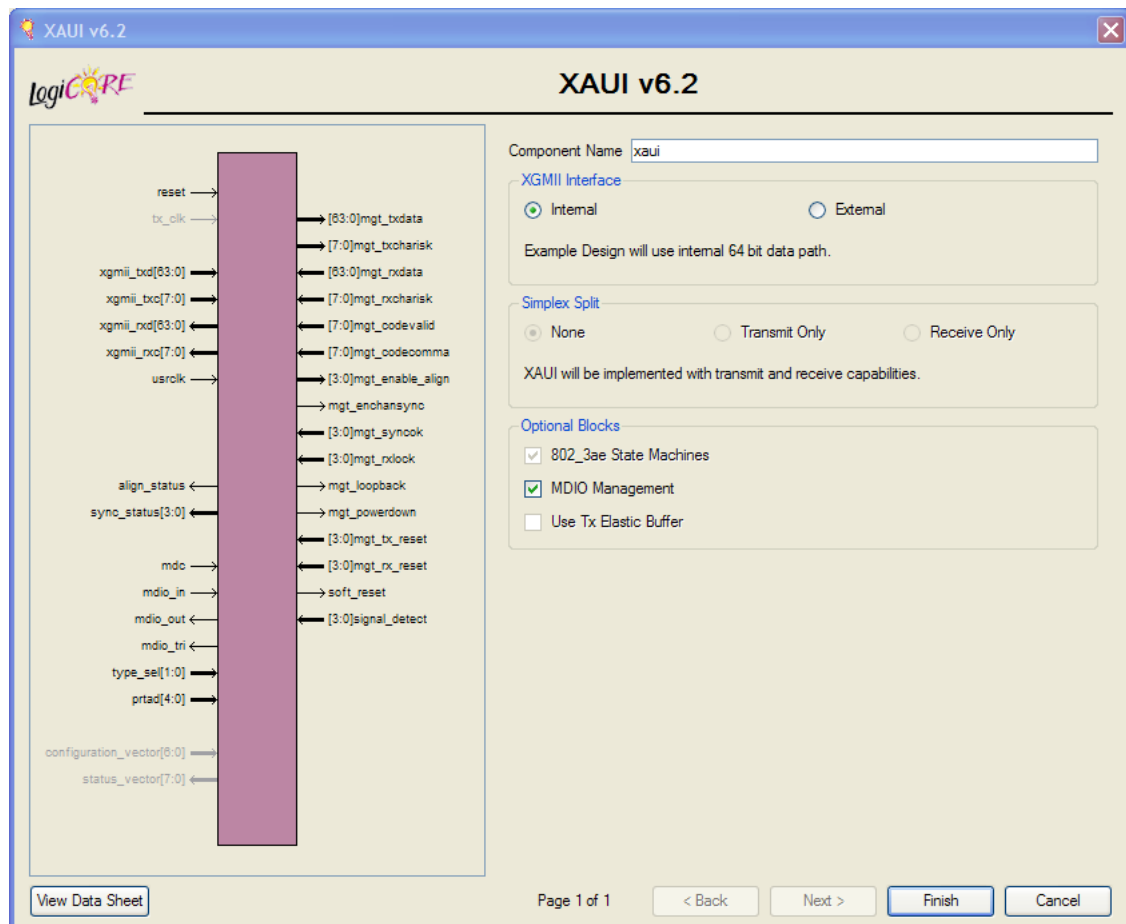 XAUI v6.2
LogiCORE
XAUI v6.2
reset
tx_clk
xgmii_txd[63:0]
xgmii_txc[7:0]
xgmii_rxd[63:0]
xgmii_rxc[7:0]
usrclk
align_status
sync_status[3:0]
mdc
mdio_in
mdio_out
mdio_tri
type_sel[1:0]
prtad[4:0]
configuration_vector[6:0]
status_vector[7:0]
[63:0]mgt_txdata
[7:0]mgt_txcharisk
[63:0]mgt_rxdata
[7:0]mgt_rxcharisk
[7:0]mgt_codevalid
[7:0]mgt_codecomma
[3:0]mgt_enable_align
mgt_enchansync
[3:0]mgt_syncok
[3:0]mgt_rxlock
mgt_loopback
mgt_powerdown
[3:0]mgt_tx_reset
[3:0]mgt_rx_reset
soft_reset
[3:0]signal_detect
Component Name xaui
XGMII Interface
Internal External
Example Design will use internal 64 bit data path.
Simplex Split
None Transmit Only Receive Only
XAUI will be implemented with transmit and receive capabilities.
Optional Blocks
802_3ae State Machines
MDIO Management
Use Tx Elastic Buffer
View Data Sheet Page 1 of 1 < Back Next > Finish Cancel